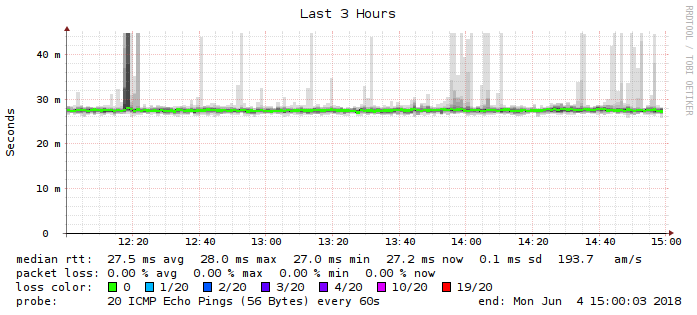 Last 3 Hours
RRDTOOL / TOBI OETIKER
Seconds
40 m
30 m
20 m
10 m
0
12:20 12:40 13:00 13:20 13:40 14:00 14:20 14:40 15:00
median rtt: 27.5 ms avg 28.0 ms max 27.0 ms min 27.2 ms now 0.1 ms sd 193.7 am/s
packet loss: 0.00 % avg 0.00 % max 0.00 % min 0.00 % now
loss color: 0 1/20 2/20 3/20 4/20 10/20 19/20
probe: 20 ICMP Echo Pings (56 Bytes) every 60s end: Mon Jun 4 15:00:03 2018